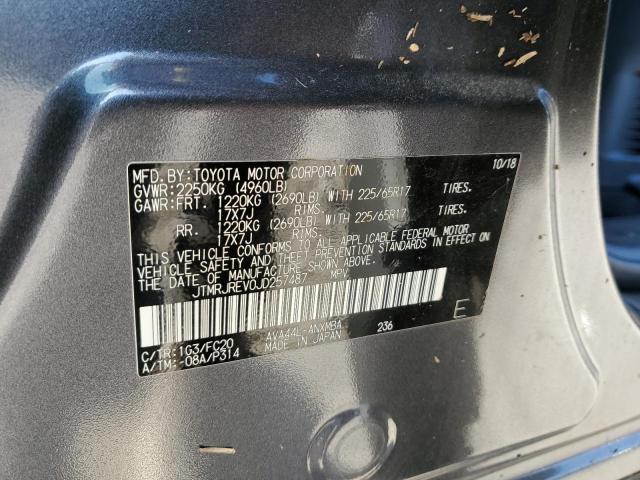 MFD.BY:TOYOTA MOTOR CORPORATION 10/18
GVWR:2250KG (4960LB)
GAWR:FRT. 1220KG (2690LB) WITH 225/65R17 TIRES.
17X7J RIMS.
RR. 1220KG (2690LB) WITH 225/65R17 TIRES.
17X7J RIMS.
THIS VEHICLE CONFORMS TO ALL APPLICABLE FEDERAL MOTOR
VEHICLE SAFETY AND THEFT PREVENTION STANDARDS IN EFFECT ON
THE DATE OF MANUFACTURE SHOWN ABOVE.
JTMRJREV0JD257487 MPV
AVA44L-ANXMBA 236 E
C/TR:1G3/FC20 MADE IN JAPAN
A/TM:-08A/P314